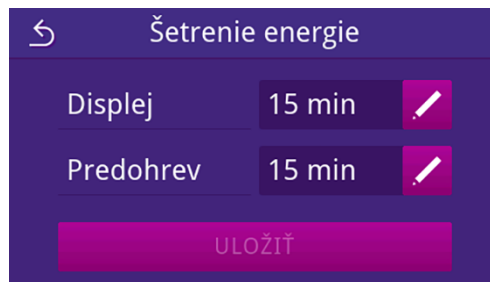 Šetrenie energie
Displej 15 min
Predohrev 15 min
ULOŽIŤ